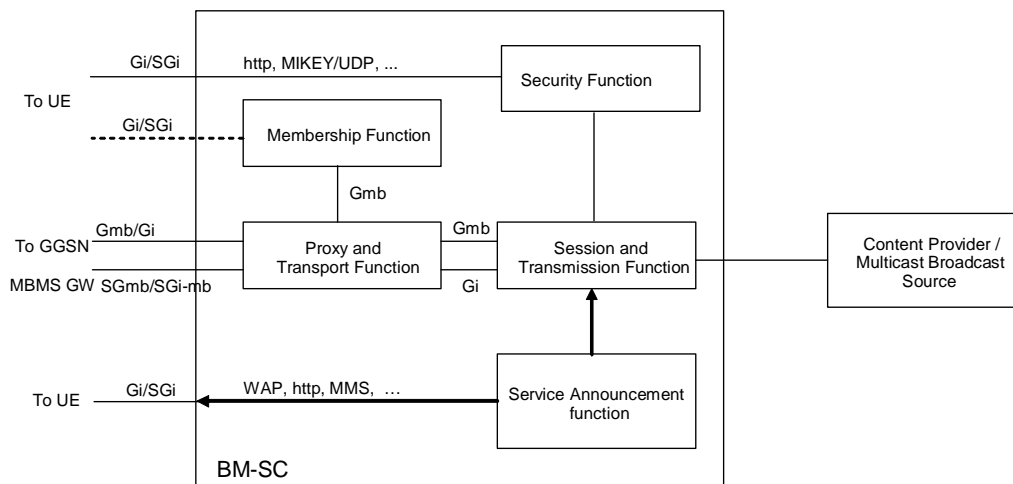 Gi/SGi
http, MIKEY/UDP, ...
Security Function
To UE
Gi/SGi
Membership Function
Gmb
To GGSN
Gmb/Gi
Proxy and
Transport Function
Gmb
Session and
Transmission Function
Content Provider /
Multicast Broadcast
Source
MBMS GW
SGmb/SGi-mb
Gi
Gi/SGi
WAP, http, MMS, ...
To UE
Service Announcement
function
BM-SC